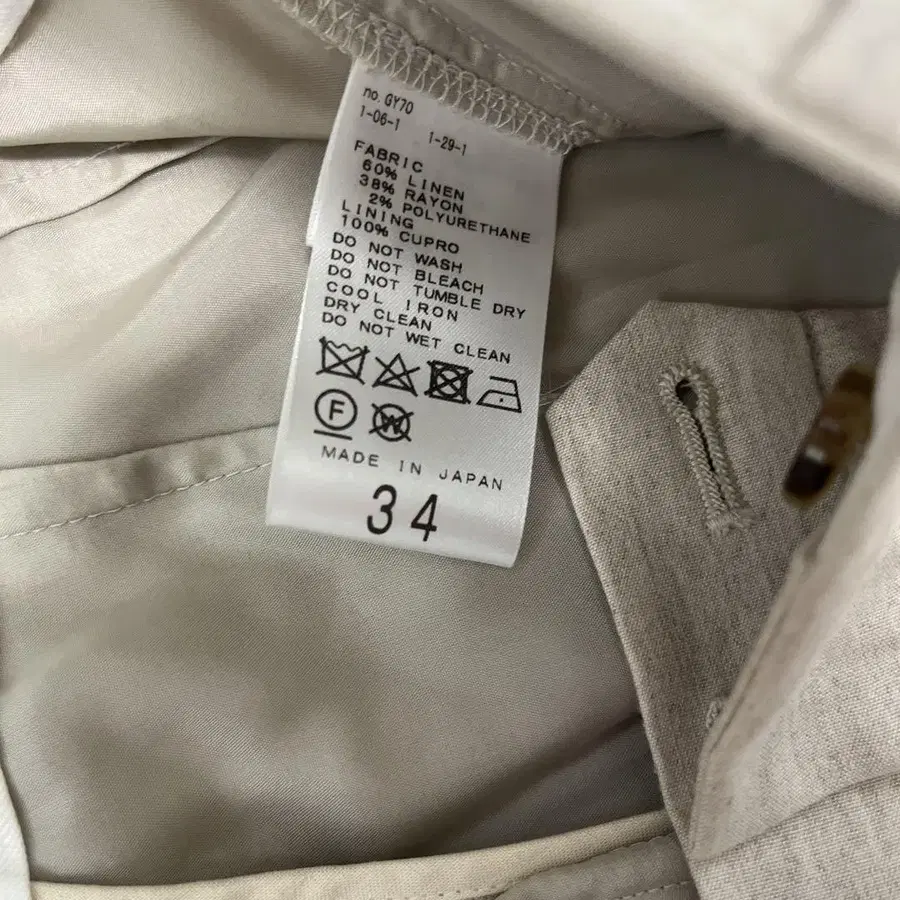 no. GY70
1-06-1 1-29-1
FABRIC
60% LINEN
38% RAYON
2% POLYURETHANE
LINING
100% CUPRO
DO NOT WASH
DO NOT BLEACH
DO NOT TUMBLE DRY
COOL IRON
DRY CLEAN
DO NOT WET CLEAN
F W
MADE IN JAPAN
34